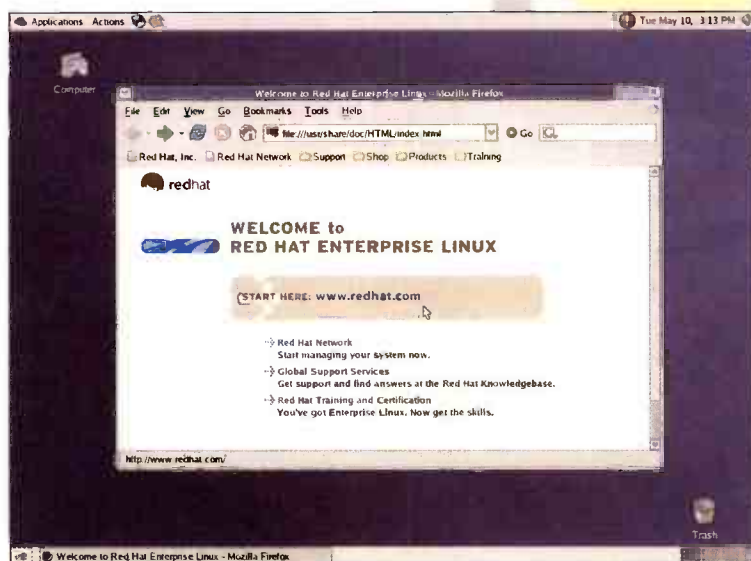 Applications Actions
Tue May 10, 3:13 PM
Computer
Welcome to Red Hat Enterprise Linux - Mozilla Firefox
File Edit View Go Bookmarks Tools Help
file:///usr/share/doc/HTML/index.html
Go
Red Hat, Inc. Red Hat Network Support Shop Products Training
redhat
WELCOME to
RED HAT ENTERPRISE LINUX
START HERE: www.redhat.com
Red Hat Network
Start managing your system now.
Global Support Services
Get support and find answers at the Red Hat Knowledgebase.
Red Hat Training and Certification
You've got Enterprise Linux. Now get the skills.
http://www.redhat.com/
Trash
Welcome to Red Hat Enterprise Linux - Mozilla Firefox